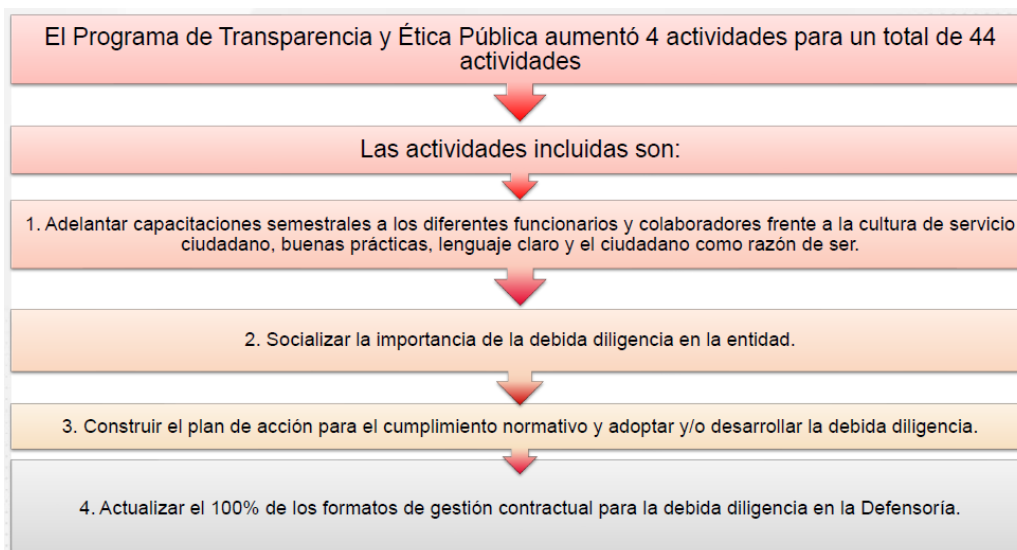 El Programa de Transparencia y Ética Pública aumentó 4 actividades para un total de 44
actividades
Las actividades incluidas son:
1. Adelantar capacitaciones semestrales a los diferentes funcionarios y colaboradores frente a la cultura de servicio
ciudadano, buenas prácticas, lenguaje claro y el ciudadano como razón de ser.
2. Socializar la importancia de la debida diligencia en la entidad.
3. Construir el plan de acción para el cumplimiento normativo y adoptar y/o desarrollar la debida diligencia.
4. Actualizar el 100% de los formatos de gestión contractual para la debida diligencia en la Defensoría.